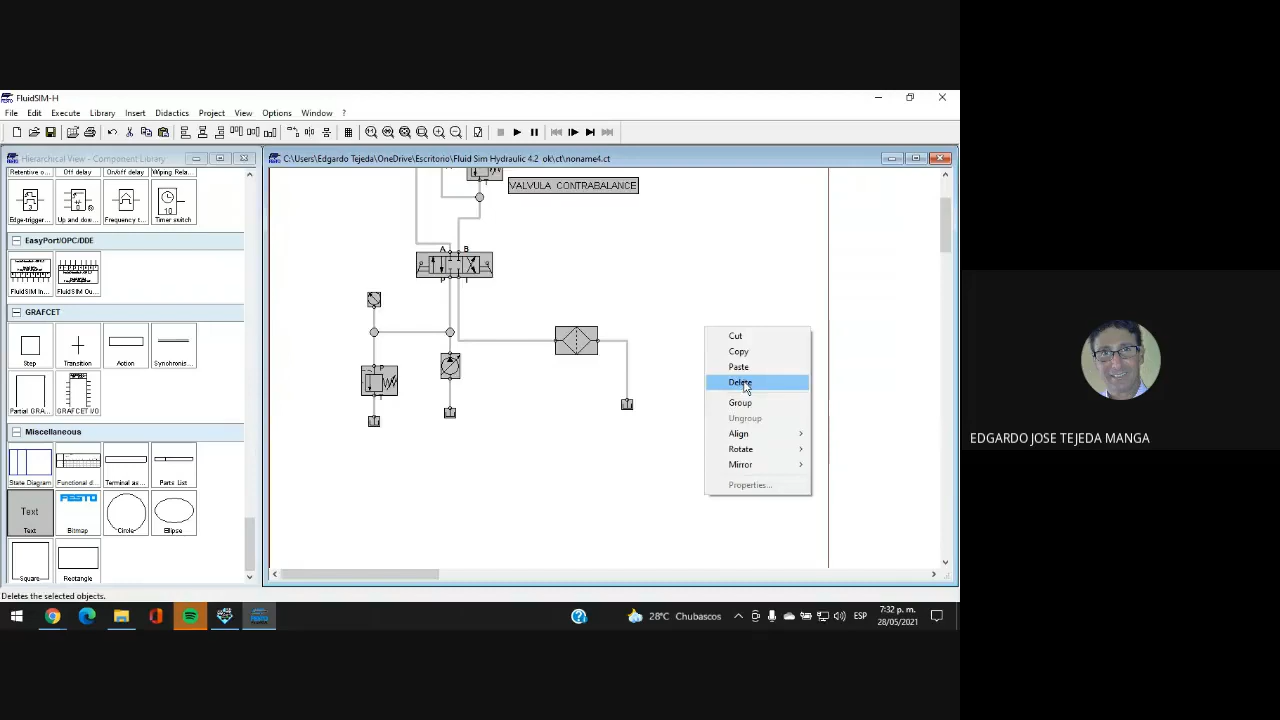 FluidSIM-H
File Edit Execute Library Insert Didactics Project View Options Window ?
Hierarchical View - Component Library
C:\Users\Edgardo Tejeda\OneDrive\Escritorio\Fluid Sim Hydraulic 4.2 ok\ct\noname4.ct
Retentive o... Off delay On/off delay Wiping Rela...
Edge-trigger... Up and dow... Frequency t... Timer switch
10
EasyPort/OPC/DDE
FluidSIM In... FluidSIM Ou...
GRAFCET
Step Transition Action Synchronis...
Partial GRA... GRAFCET I/O
Miscellaneous
State Diagram Functional d... Terminal as... Parts List
Text FESTO
Text Bitmap Circle Ellipse
Square Rectangle
T
VALVULA CONTRABALANCE
A B
P T
P
T
Cut
Copy
Paste
Delete
Group
Ungroup
Align
Rotate
Mirror
Properties...
Deletes the selected objects.
28°C Chubascos
ESP
7:32 p. m.
28/05/2021
EDGARDO JOSE TEJEDA MANGA